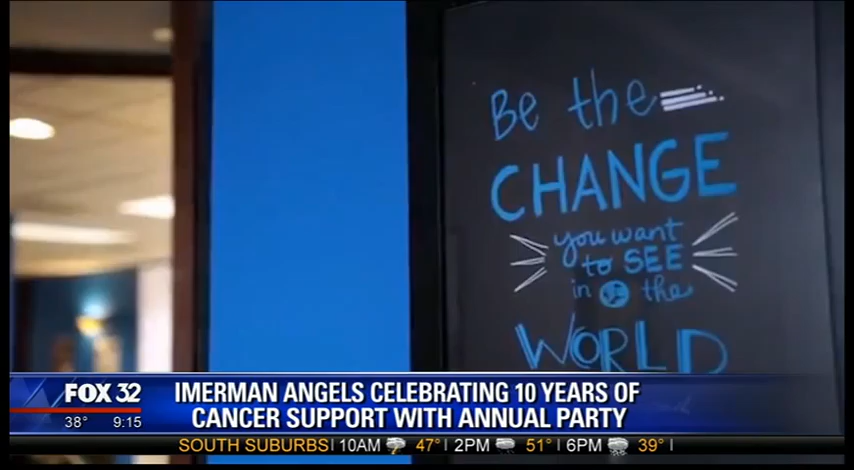 Be the
CHANGE
you want
to SEE
in the
WORLD
FOX 32
38° 9:15
IMERMAN ANGELS CELEBRATING 10 YEARS OF
CANCER SUPPORT WITH ANNUAL PARTY
SOUTH SUBURBS | 10AM 47° | 2PM 51° | 6PM 39° |